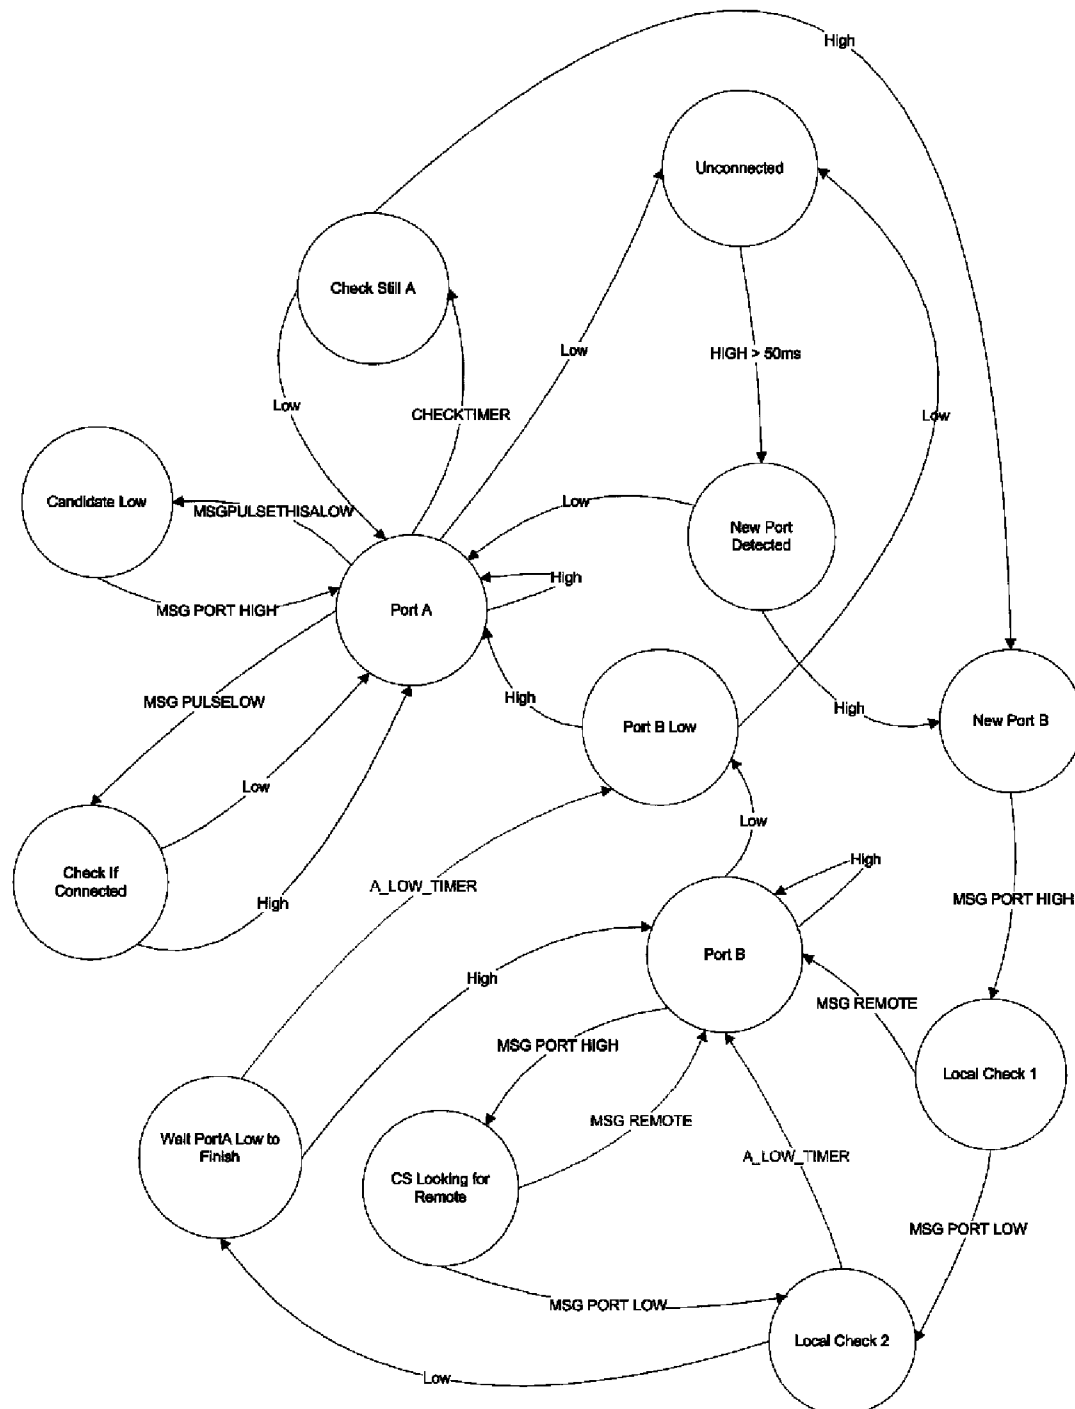 High
Unconnected
Check Still A
Low
HIGH > 50ms
Low
CHECKTIMER
Low
Candidate Low
MSGPULSETHISALOW
Low
New Port
Detected
High
MSG PORT HIGH
Port A
MSG PULSELOW
High
High
Port B Low
New Port B
Low
Low
High
Check If
Connected
A_LOW_TIMER
High
MSG PORT HIGH
Port B
High
MSG REMOTE
MSG PORT HIGH
Local Check 1
MSG REMOTE
Wait PortA Low to
Finish
A_LOW_TIMER
CS Looking for
Remote
MSG PORT LOW
MSG PORT LOW
Local Check 2
Low